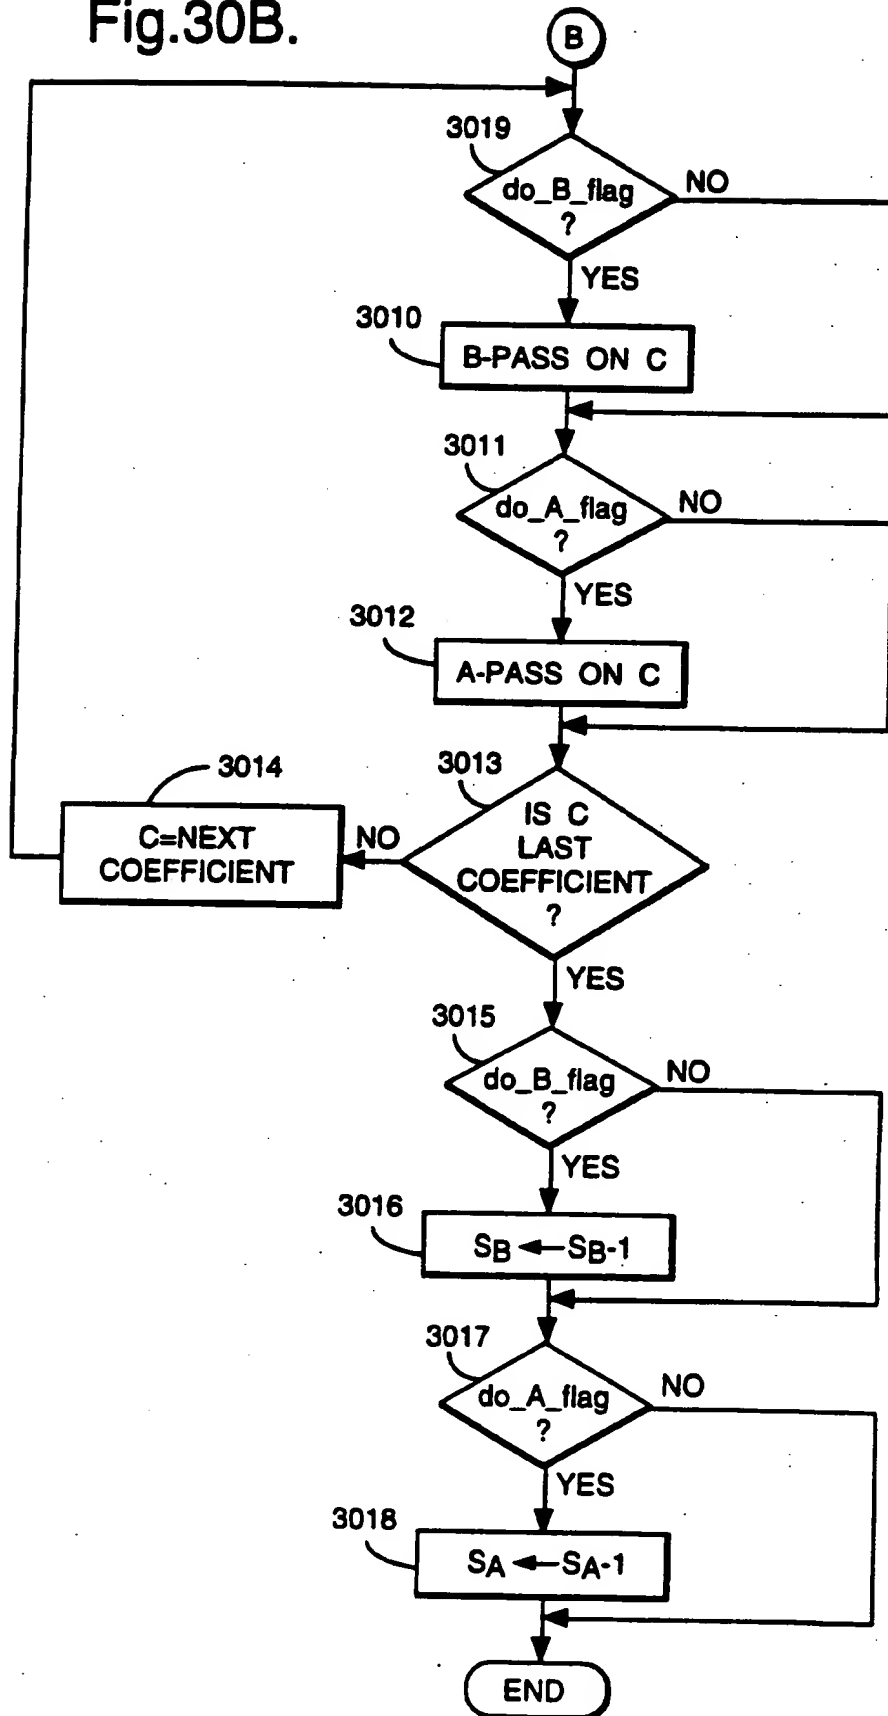 Fig.30B.
B
3019
do_B_flag
?
NO
YES
3010
B-PASS ON C
3011
do_A_flag
?
NO
YES
3012
A-PASS ON C
3013
IS C
LAST
COEFFICIENT
?
NO
3014
C=NEXT
COEFFICIENT
YES
3015
do_B_flag
?
NO
YES
3016
SB ← SB-1
3017
do_A_flag
?
NO
YES
3018
SA ← SA-1
END